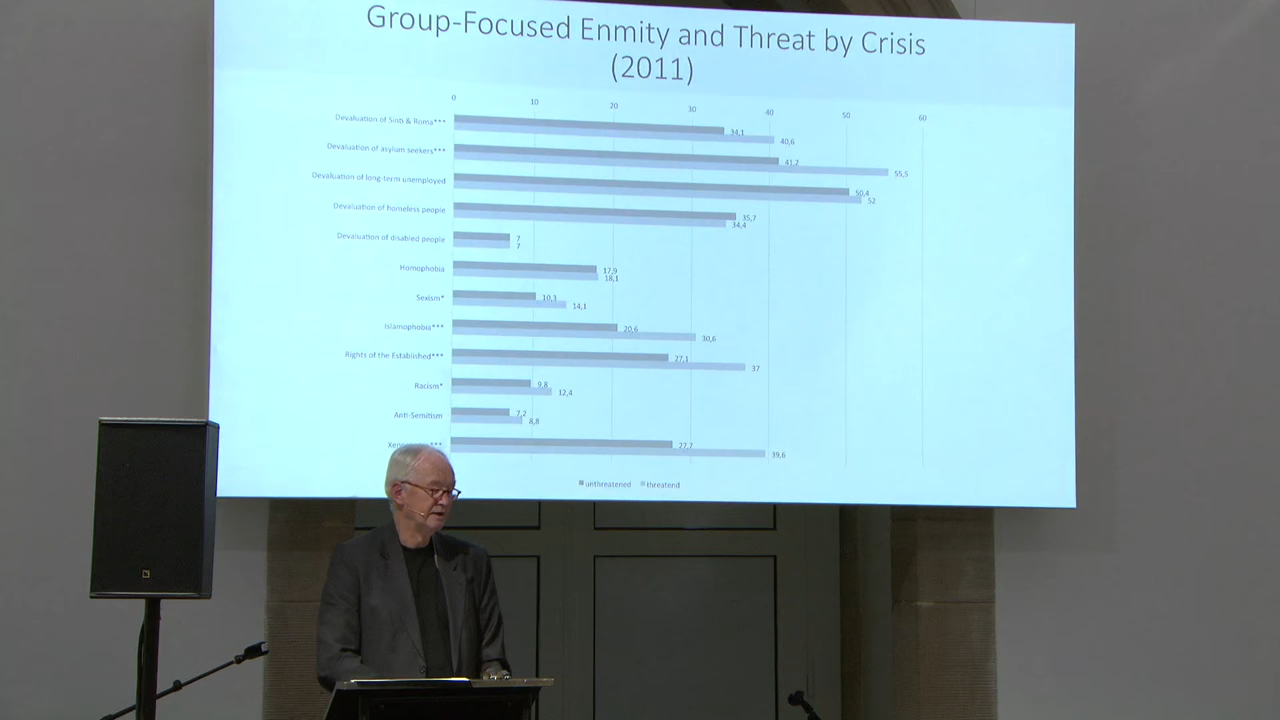 Group-Focused Enmity and Threat by Crisis
(2011)
0 10 20 30 40 50 60
Devaluation of Sinti & Roma*** 34,1
40,6
Devaluation of asylum seekers*** 41,7
55,5
Devaluation of long-term unemployed 50,4
52
Devaluation of homeless people 35,7
34,4
Devaluation of disabled people 7
7
Homophobia 17,9
18,1
Sexism* 10,3
14,1
Islamophobia*** 20,6
30,6
Rights of the Established*** 27,1
37
Racism* 9,8
12,4
Anti-Semitism 7,2
8,8
*** 27,7
39,6
unthreatened threatend